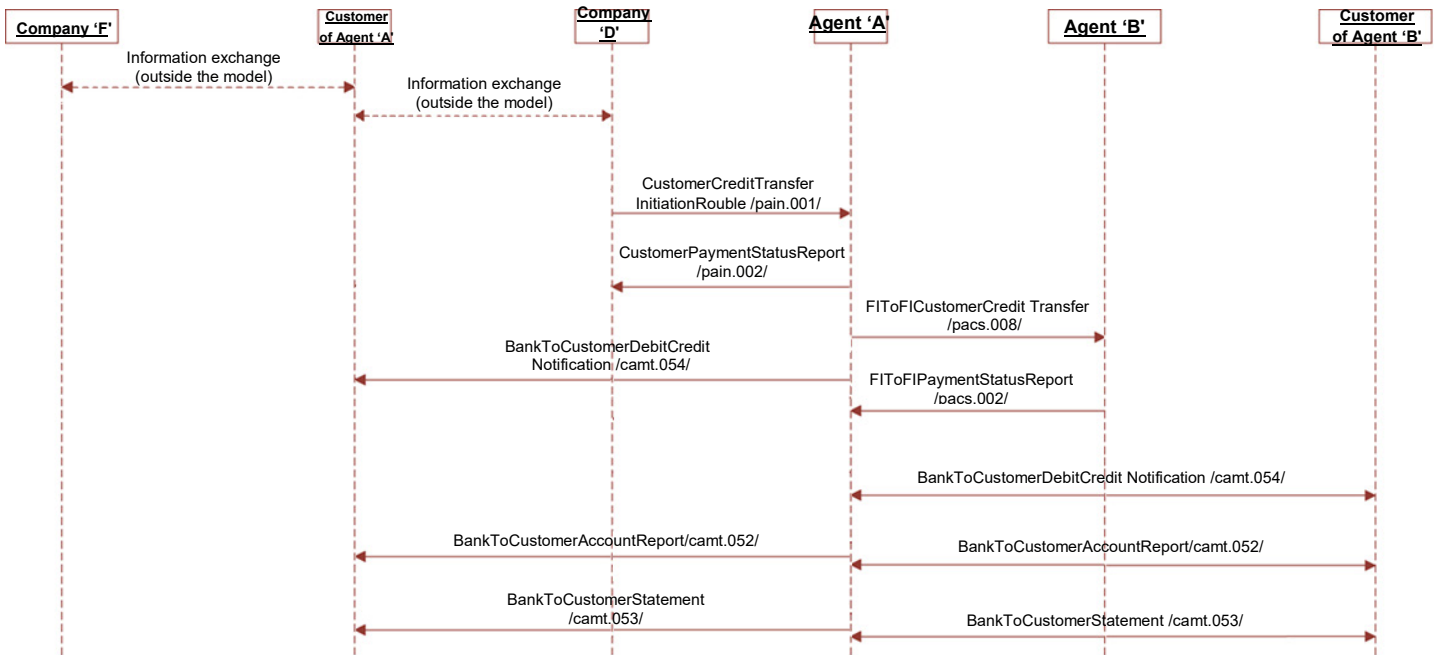 Company ‘F'
Customer
of Agent ‘A'
Company
‘D'
Agent ‘A'
Agent ‘B'
Customer
of Agent ‘B'
Information exchange
(outside the model)
Information exchange
(outside the model)
CustomerCreditTransfer
InitiationRouble /pain.001/
CustomerPaymentStatusReport
/pain.002/
FIToFICustomerCredit Transfer
/pacs.008/
BankToCustomerDebitCredit
Notification /camt.054/
FIToFIPaymentStatusReport
/pacs.002/
BankToCustomerDebitCredit Notification /camt.054/
BankToCustomerAccountReport/camt.052/
BankToCustomerAccountReport/camt.052/
BankToCustomerStatement
/camt.053/
BankToCustomerStatement /camt.053/